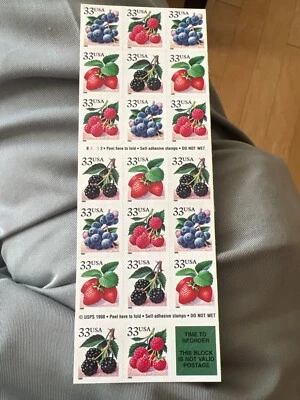 33USA 33USA 33USA
33USA 33USA 33USA
33USA 33USA 33USA
• Peel here to fold • Self-adhesive stamps • DO NOT WET
33USA 33USA 33USA
33USA 33USA 33USA
33USA 33USA 33USA
© USPS 1998 • Peel here to fold • Self-adhesive stamps • DO NOT WET
33USA 33USA TIME TO
REORDER
THIS BLOCK
IS NOT VALID
POSTAGE